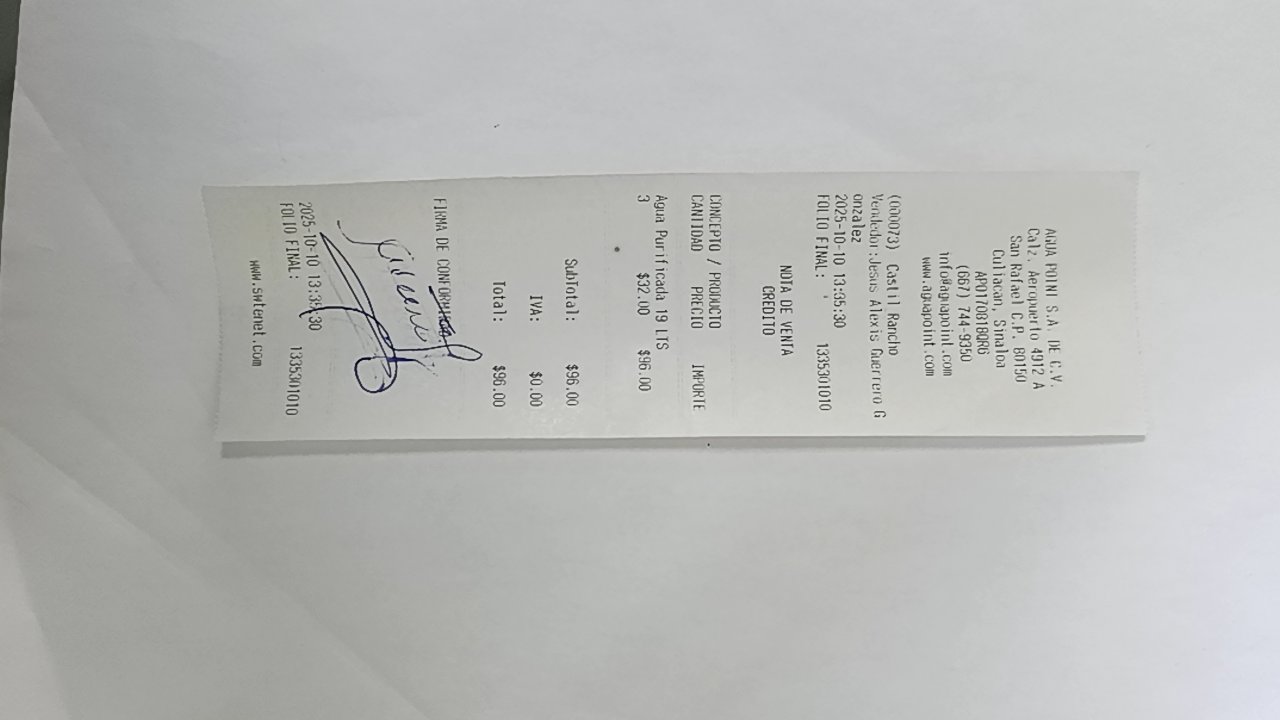 AGUA POINT S.A. DE C.V.
Calz. Aeropuerto 4912 A
San Rafael C.P. 80150
Culiacan, Sinaloa
APO170818QR6
(667) 744-9350
info@aguapoint.com
www.aguapoint.com
(000073) Castil Rancho
Vendedor:Jesus Alexis Guerrero G
onzalez
2025-10-10 13:35:30
FOLIO FINAL: 1335301010
NOTA DE VENTA
CREDITO
CONCEPTO / PRODUCTO
CANTIDAD PRECIO IMPORTE
Agua Purificada 19 LTS
3 $32.00 $96.00
SubTotal: $96.00
IVA: $0.00
Total: $96.00
FIRMA DE CONFORMIDAD
2025-10-10 13:35:30
FOLIO FINAL: 1335301010
www.swtenet.com